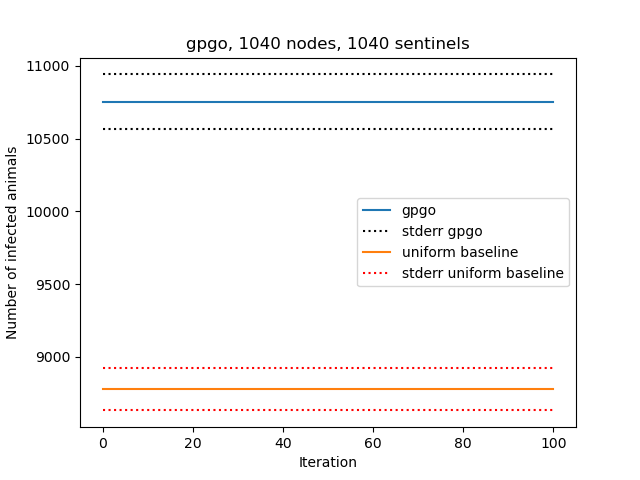 gpgo, 1040 nodes, 1040 sentinels
Number of infected animals
11000
10500
10000
9500
9000
gpgo
stderr gpgo
uniform baseline
stderr uniform baseline
0 20 40 60 80 100
Iteration